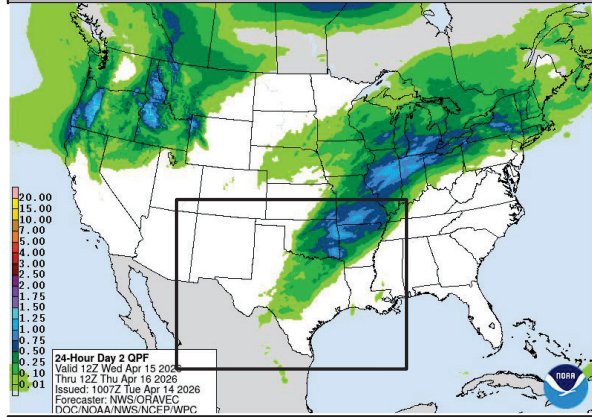 20.00
15.00
10.00
7.00
5.00
4.00
3.00
2.50
2.00
1.75
1.50
1.25
1.00
0.75
0.50
0.25
0.10
0.01
24-Hour Day 2 QPF
Valid 12Z Wed Apr 15 2026
Thru 12Z Thu Apr 16 2026
Issued: 1007Z Tue Apr 14 2026
Forecaster: NWS/ORAVEC
DOC/NOAA/NWS/NCEP/WPC
NOAA